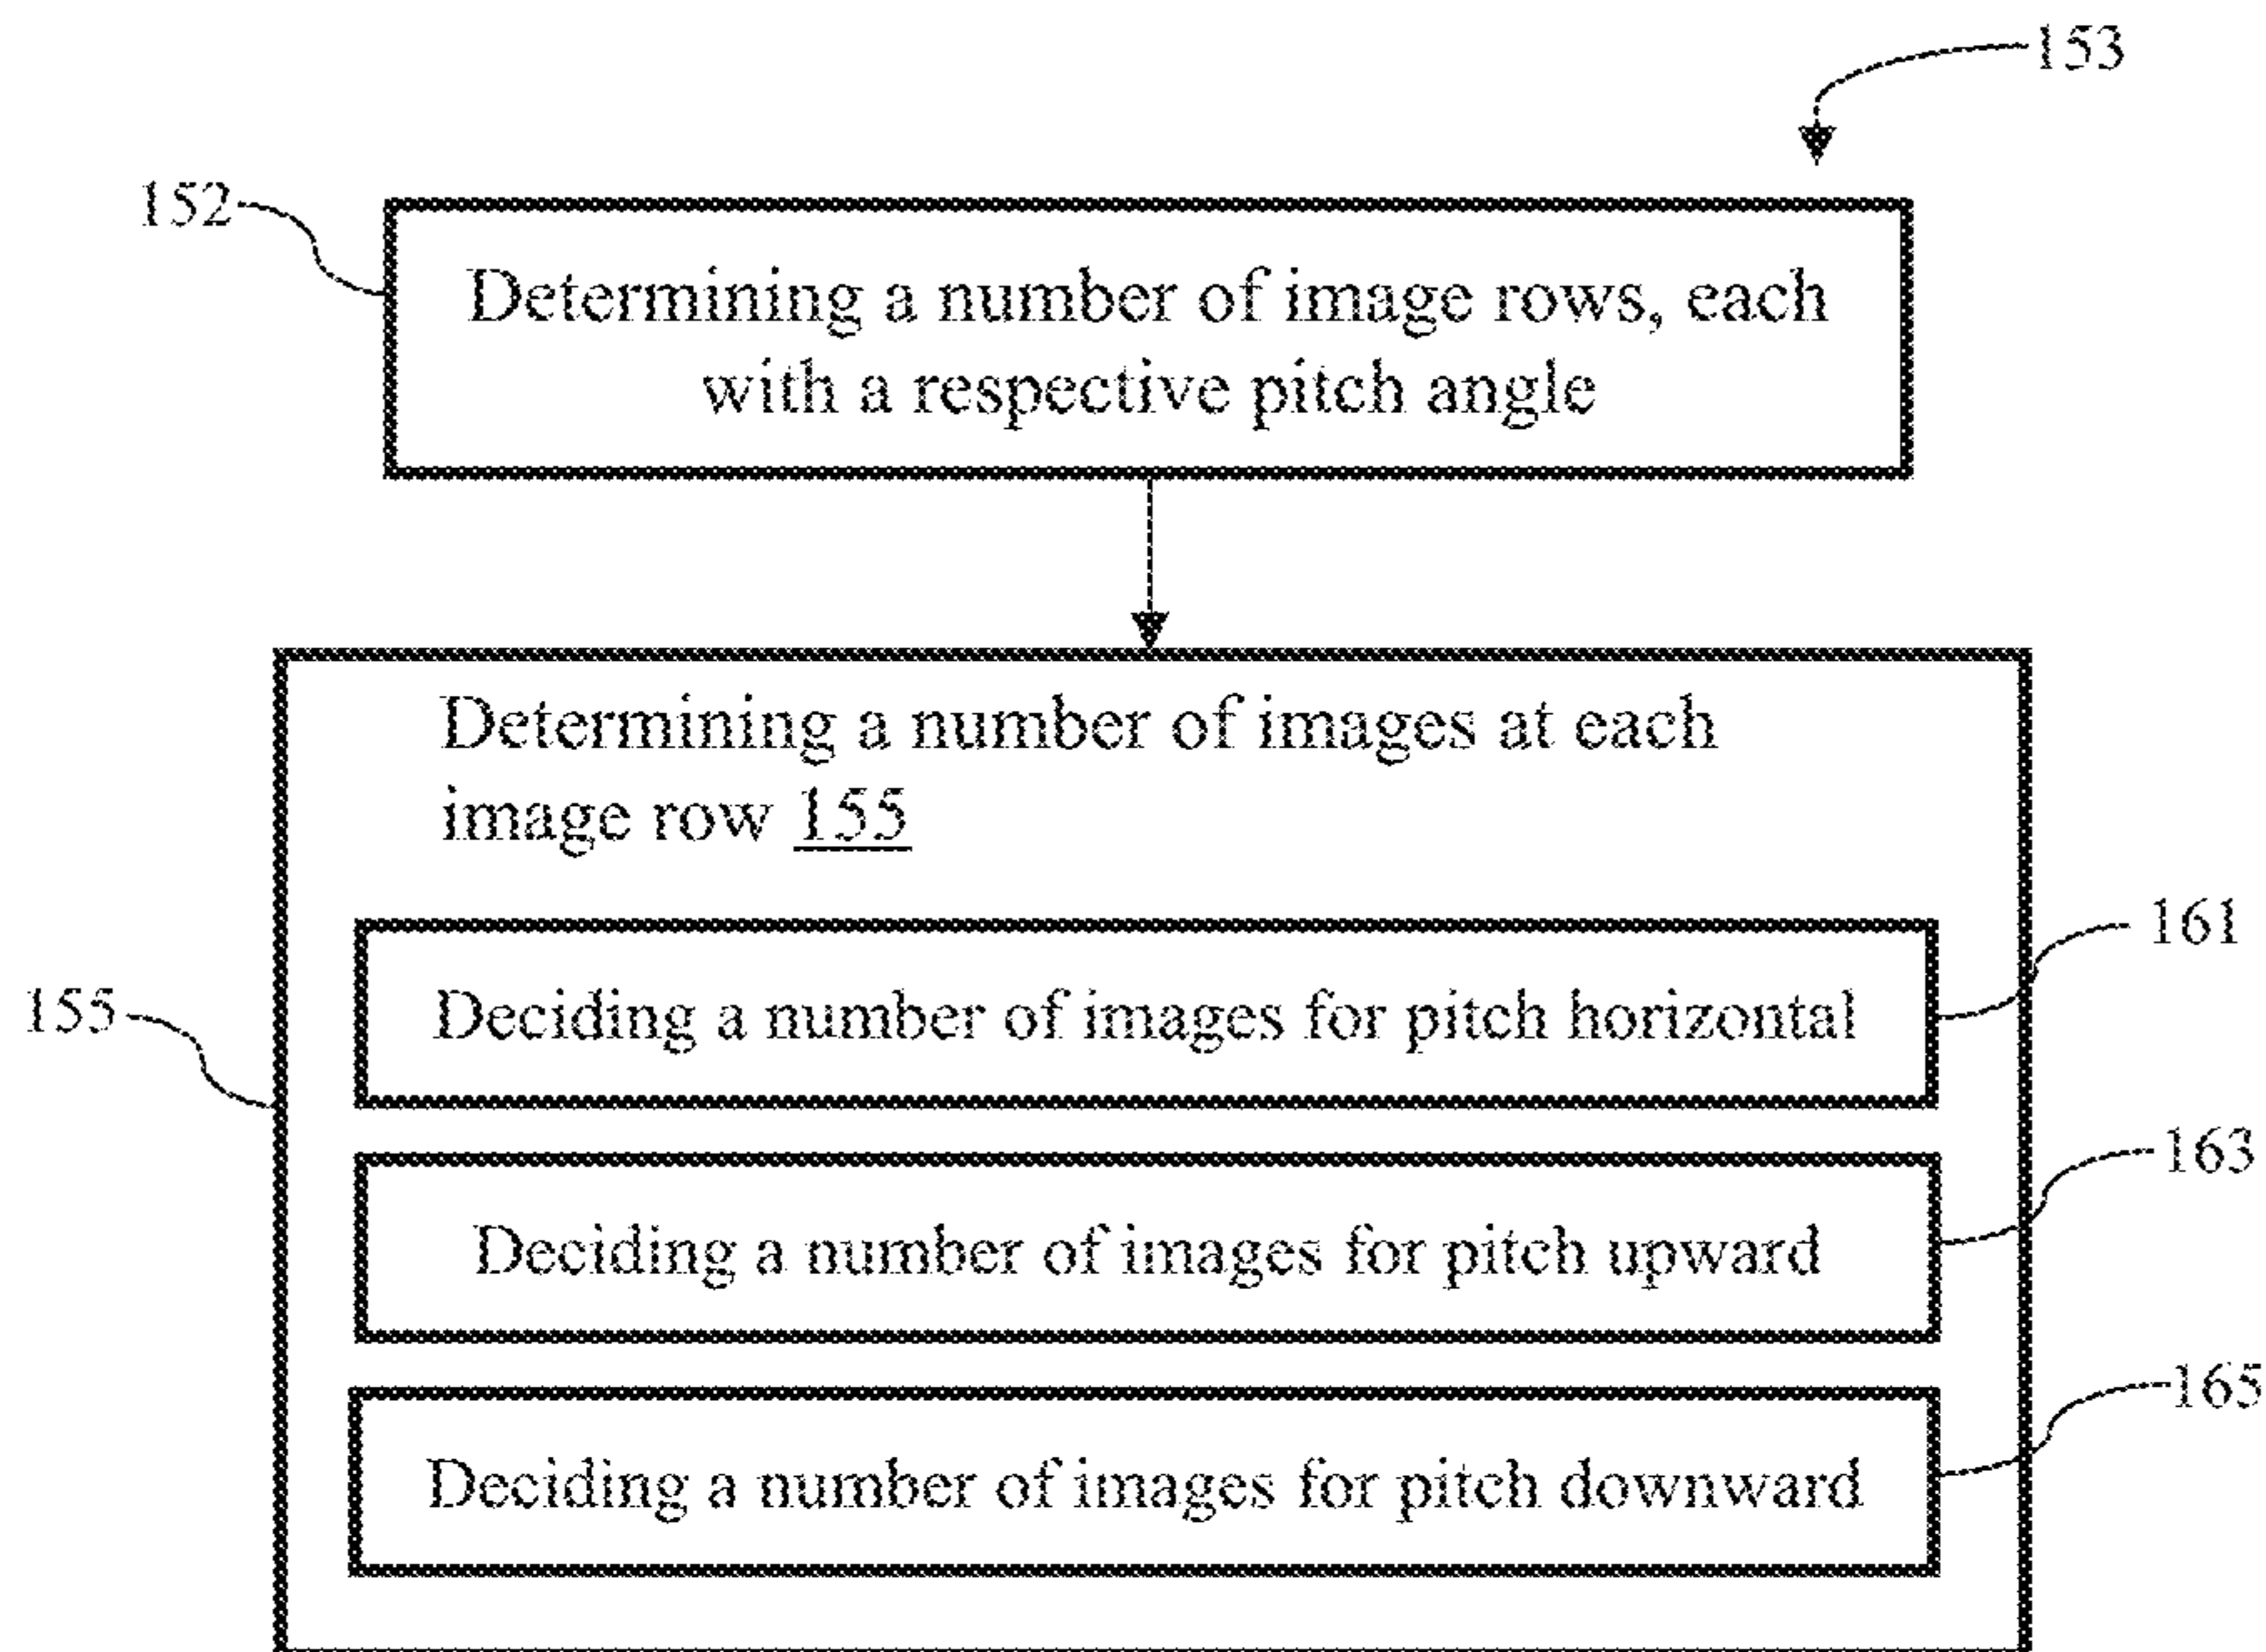 153
152
Determining a number of image rows, each
with a respective pitch angle
Determining a number of images at each
image row 155
161
Deciding a number of images for pitch horizontal
155
163
Deciding a number of images for pitch upward
165
Deciding a number of images for pitch downward